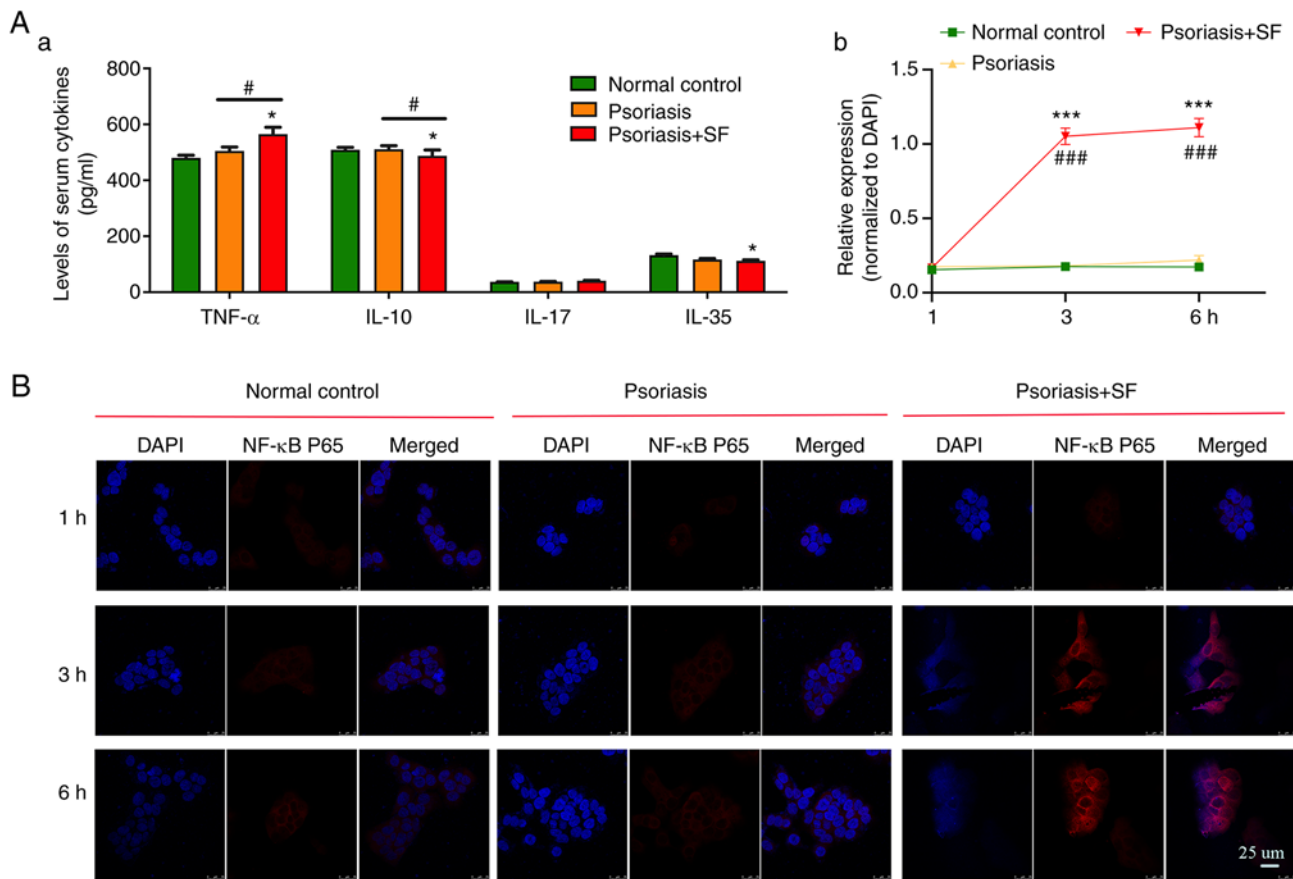 A
a
800
600
400
200
0
Levels of serum cytokines
(pg/ml)
#
*
#
*
*
Normal control
Psoriasis
Psoriasis+SF
TNF-α
IL-10
IL-17
IL-35
b
Normal control
Psoriasis+SF
Psoriasis
1.5
1.0
0.5
0.0
Relative expression
(normalized to DAPI)
***
###
***
###
1
3
6 h
B
Normal control
Psoriasis
Psoriasis+SF
DAPI NF-κB P65 Merged
DAPI NF-κB P65 Merged
DAPI NF-κB P65 Merged
1 h
3 h
6 h
25 um